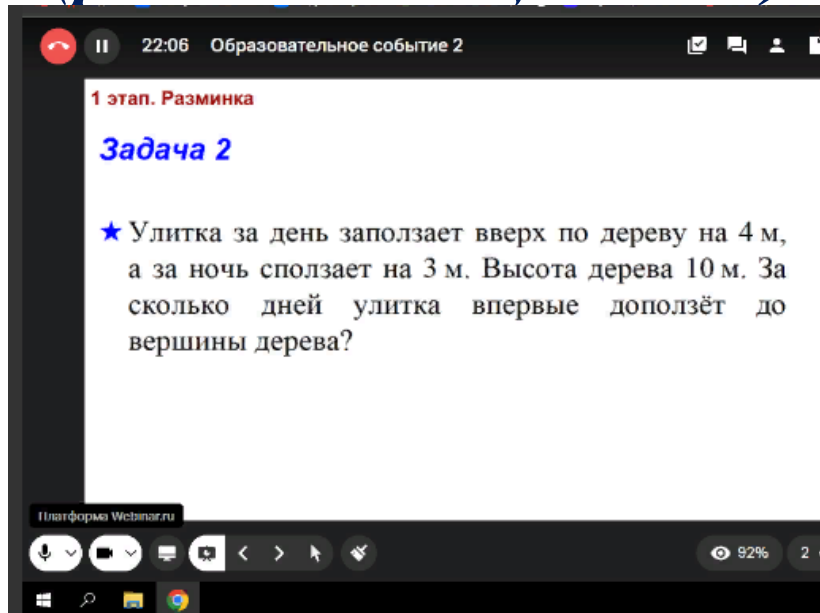 22:06 Образовательное событие 2
1 этап. Разминка
Задача 2
★ Улитка за день заползает вверх по дереву на 4 м,
а за ночь сползает на 3 м. Высота дерева 10 м. За
сколько дней улитка впервые доползёт до
вершины дерева?
Платформа Webinar.ru
92% 2